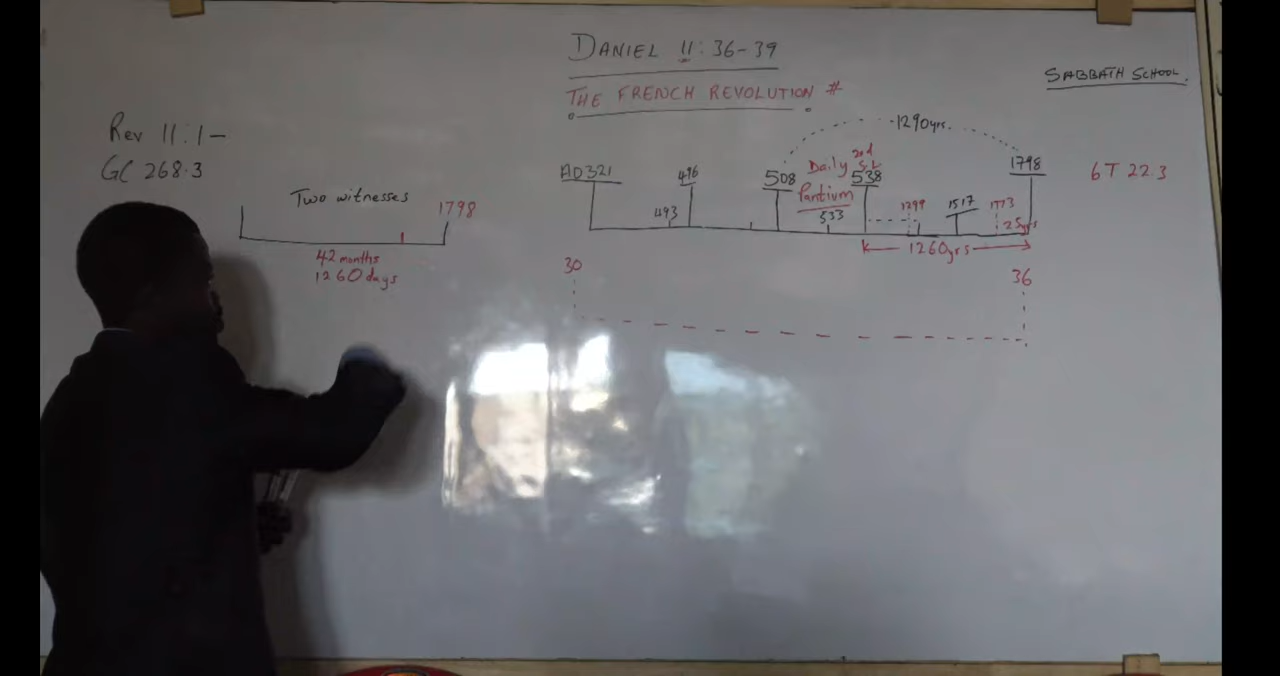 DANIEL 11:36-39
THE FRENCH REVOLUTION #
SABBATH SCHOOL.
Rev 11:1-
GC 268.3
Two witnesses
1798
42 months
1260 days
1290yrs.
AD321
496
493
508
Daily
Pantium
533
2nd
538
1299
1517
1773
25yrs
1798
1260yrs
6T 22.3
30
36